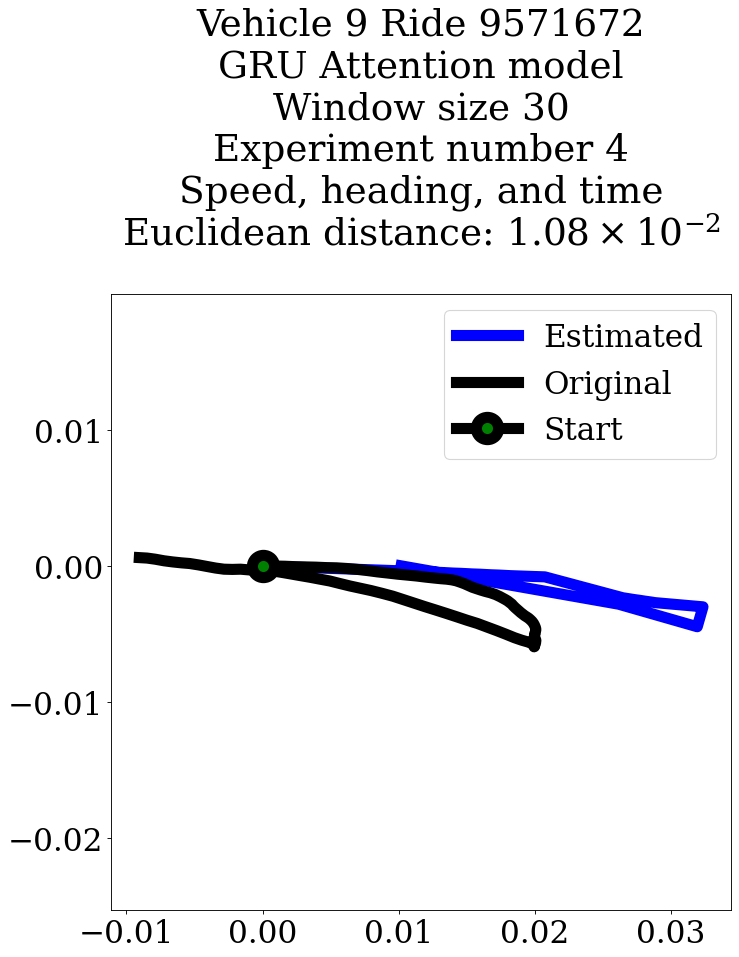 Vehicle 9 Ride 9571672
GRU Attention model
Window size 30
Experiment number 4
Speed, heading, and time
Euclidean distance: 1.08 × 10⁻²
Estimated
Original
Start
0.01
0.00
−0.01
−0.02
−0.01 0.00 0.01 0.02 0.03